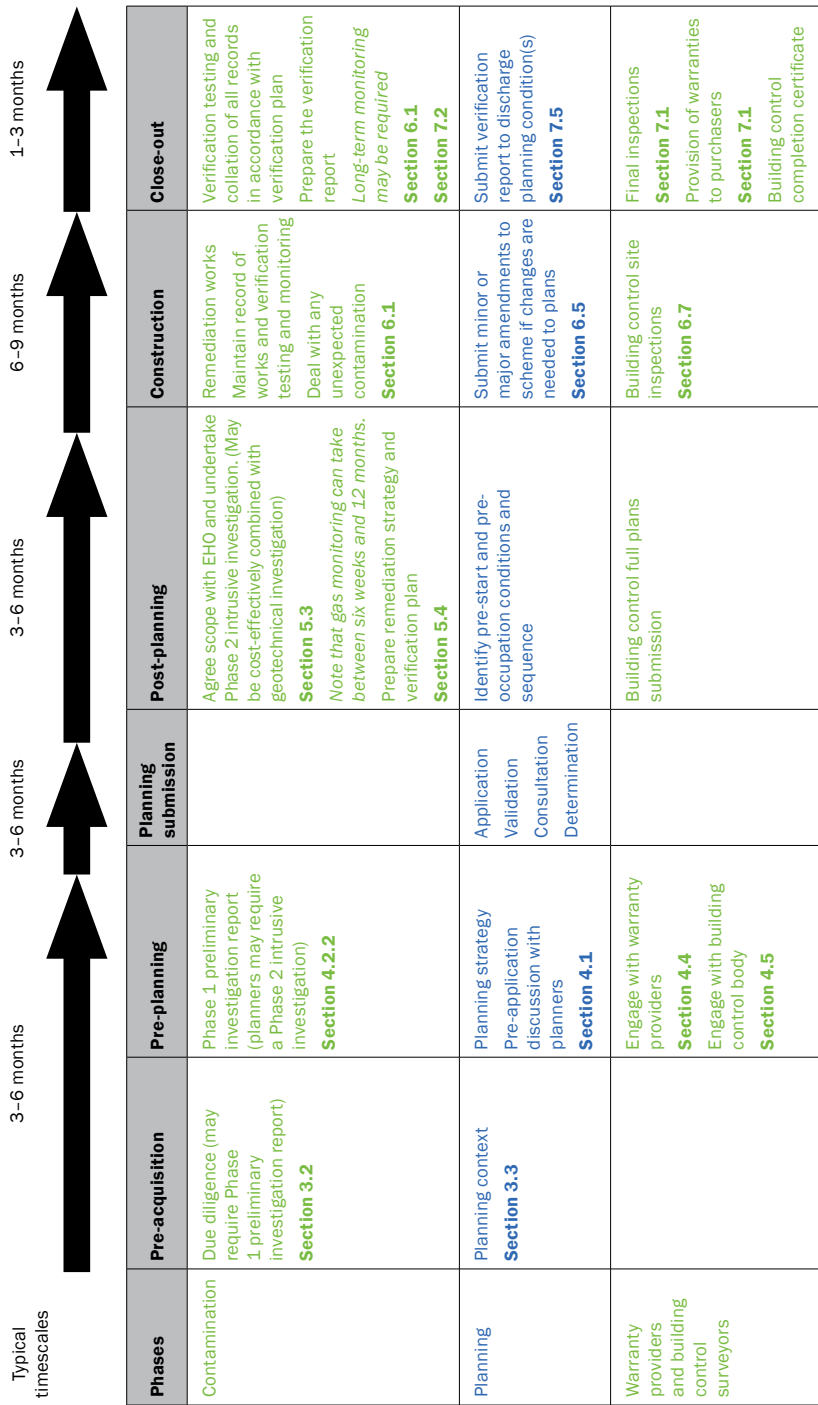 Typical
timescales
3–6 months
3–6 months
3–6 months
6–9 months
1–3 months
Phases
Pre-acquisition
Pre-planning
Planning
submission
Post-planning
Construction
Close-out
Contamination
Due diligence (may
require Phase
1 preliminary
investigation report)
Section 3.2
Phase 1 preliminary
investigation report
(planners may require
a Phase 2 intrusive
investigation)
Section 4.2.2
Agree scope with EHO and undertake
Phase 2 intrusive investigation. (May
be cost-effectively combined with
geotechnical investigation)
Section 5.3
Note that gas monitoring can take
between six weeks and 12 months.
Prepare remediation strategy and
verification plan
Section 5.4
Remediation works
Maintain record of
works and verification
testing and monitoring
Deal with any
unexpected
contamination
Section 6.1
Verification testing and
collation of all records
in accordance with
verification plan
Prepare the verification
report
Long-term monitoring
may be required
Section 6.1
Section 7.2
Planning
Planning context
Section 3.3
Planning strategy
Pre-application
discussion with
planners
Section 4.1
Application
Validation
Consultation
Determination
Identify pre-start and pre-
occupation conditions and
sequence
Submit minor or
major amendments to
scheme if changes are
needed to plans
Section 6.5
Submit verification
report to discharge
planning condition(s)
Section 7.5
Warranty
providers
and building
control
surveyors
Engage with warranty
providers
Section 4.4
Engage with building
control body
Section 4.5
Building control full plans
submission
Building control site
inspections
Section 6.7
Final inspections
Section 7.1
Provision of warranties
to purchasers
Section 7.1
Building control
completion certificate